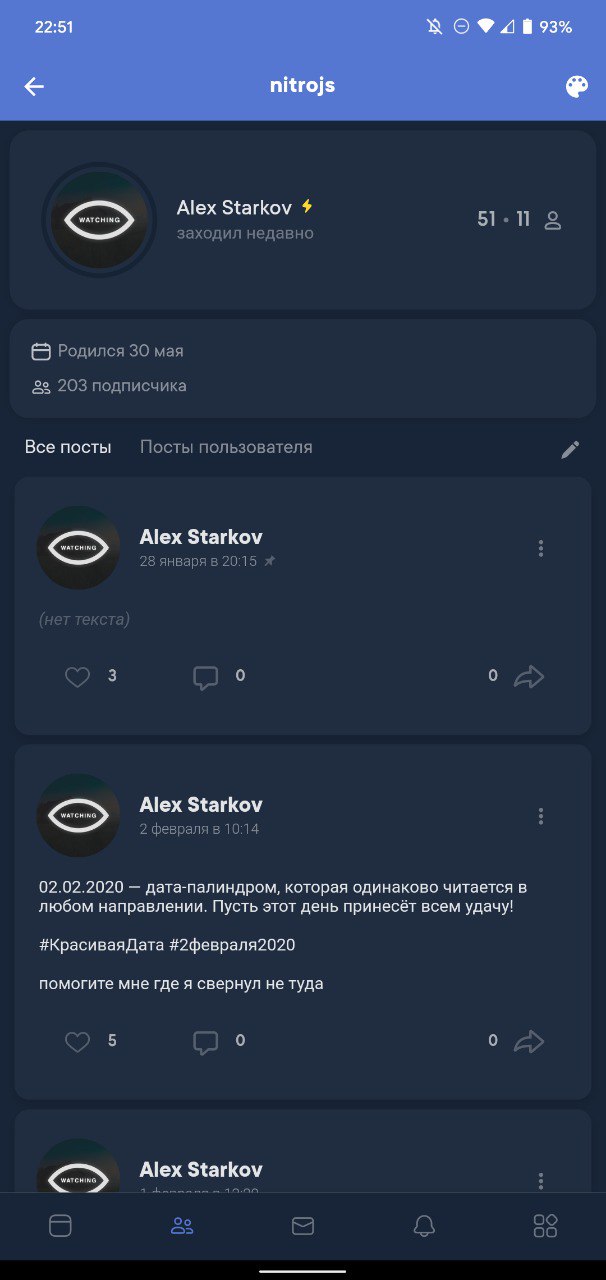 22:51
93%
nitrojs
WATCHING
Alex Starkov
51 • 11
заходил недавно
Родился 30 мая
203 подписчика
Все посты Посты пользователя
WATCHING
Alex Starkov
28 января в 20:15
(нет текста)
3 0 0
WATCHING
Alex Starkov
2 февраля в 10:14
02.02.2020 — дата-палиндром, которая одинаково читается в
любом направлении. Пусть этот день принесёт всем удачу!
#КрасиваяДата #2февраля2020
помогите мне где я свернул не туда
5 0 0
Alex Starkov
WATCHING